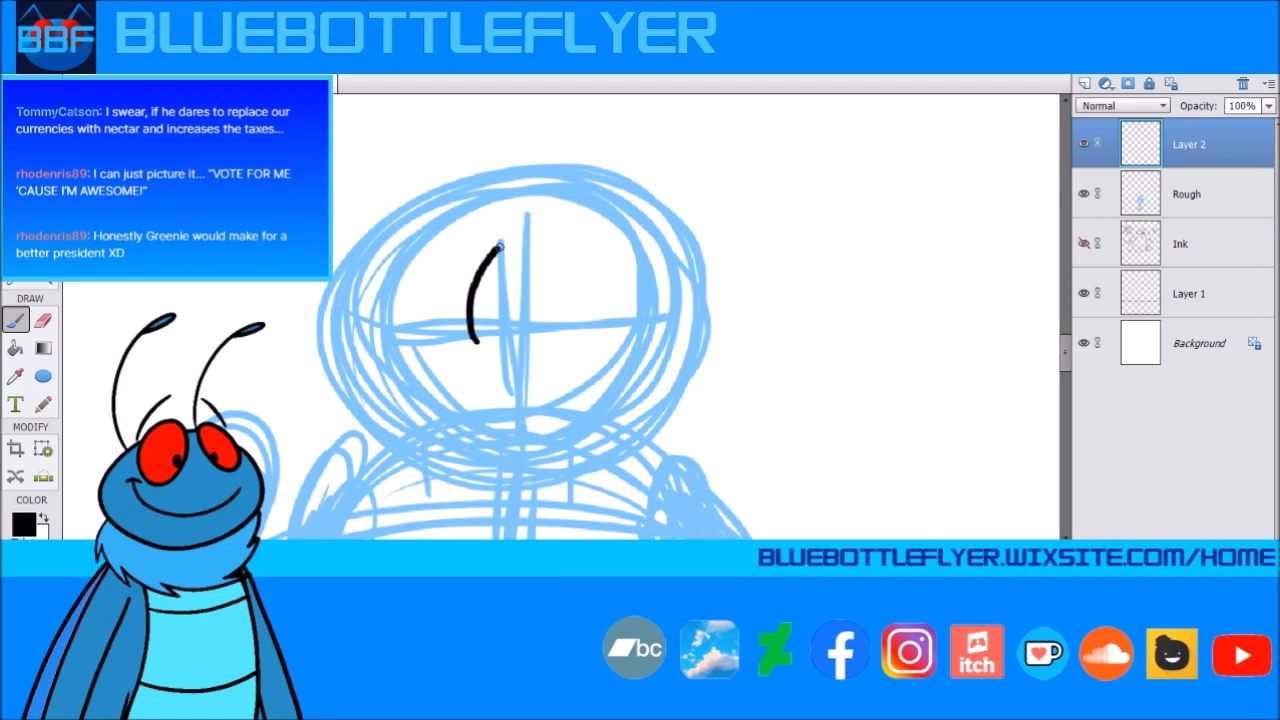 BBF
BLUEBOTTLEFLYER
TommyCatson: I swear, if he dares to replace our
currencies with nectar and increases the taxes...
rhodenris89: I can just picture it... "VOTE FOR ME
'CAUSE I'M AWESOME!"
rhodenris89: Honestly Greenie would make for a
better president XD
Normal
Opacity: 100%
Layer 2
Rough
Ink
Layer 1
Background
DRAW
T
MODIFY
COLOR
BLUEBOTTLEFLYER.WIXSITE.COM/HOME
bc
itch